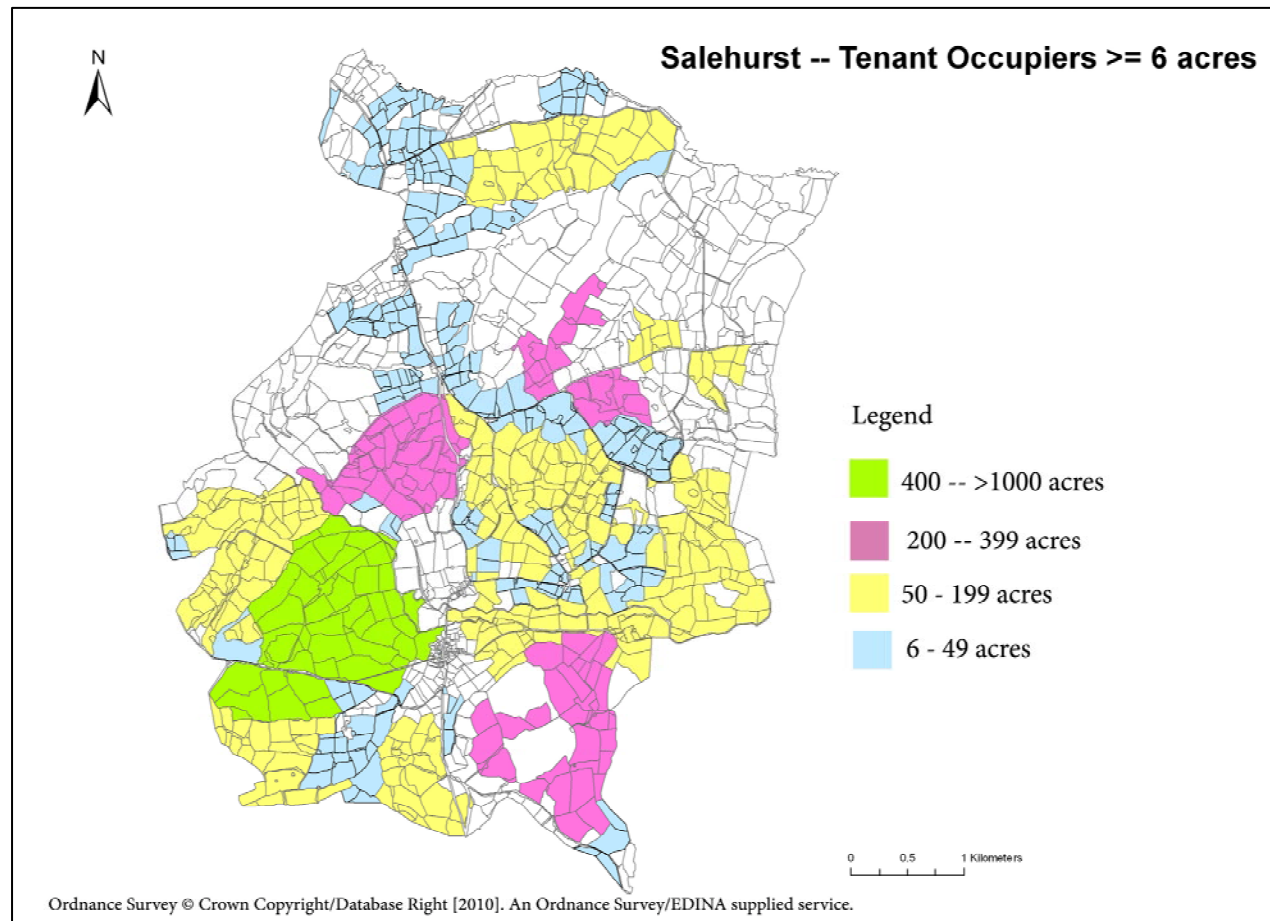 Salehurst -- Tenant Occupiers >= 6 acres
N
Legend
400 -- >1000 acres
200 -- 399 acres
50 - 199 acres
6 - 49 acres
0 0.5 1 Kilometers
Ordnance Survey © Crown Copyright/Database Right [2010]. An Ordnance Survey/EDINA supplied service.